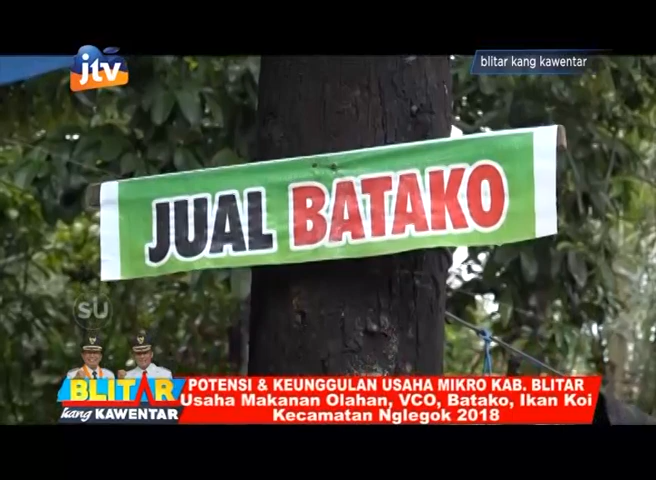 jtv
blitar kang kawentar
JUAL BATAKO
SU
BLITAR
kang KAWENTAR
POTENSI & KEUNGGULAN USAHA MIKRO KAB. BLITAR
Usaha Makanan Olahan, VCO, Batako, Ikan Koi
Kecamatan Nglegok 2018